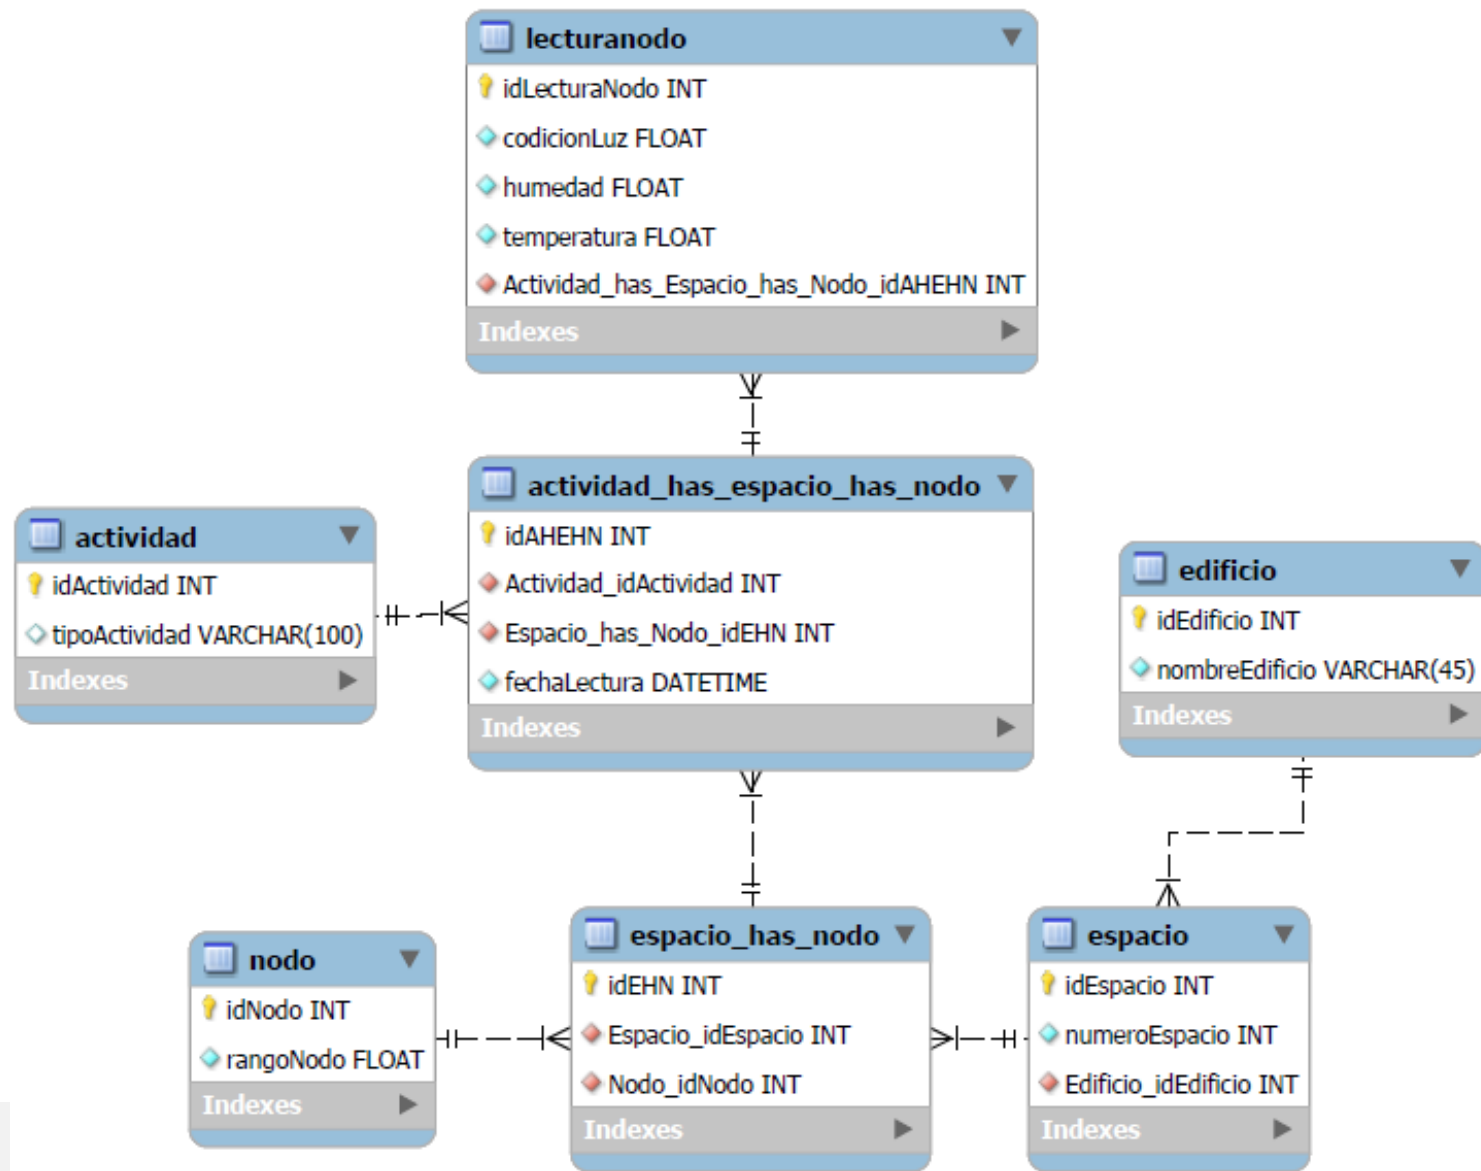 lecturanodo
idLecturaNodo INT
codicionLuz FLOAT
humedad FLOAT
temperatura FLOAT
Actividad_has_Espacio_has_Nodo_idAHEHN INT
Indexes
actividad_has_espacio_has_nodo
idAHEHN INT
Actividad_idActividad INT
Espacio_has_Nodo_idEHN INT
fechaLectura DATETIME
Indexes
actividad
idActividad INT
tipoActividad VARCHAR(100)
Indexes
edificio
idEdificio INT
nombreEdificio VARCHAR(45)
Indexes
nodo
idNodo INT
rangoNodo FLOAT
Indexes
espacio_has_nodo
idEHN INT
Espacio_idEspacio INT
Nodo_idNodo INT
Indexes
espacio
idEspacio INT
numeroEspacio INT
Edificio_idEdificio INT
Indexes